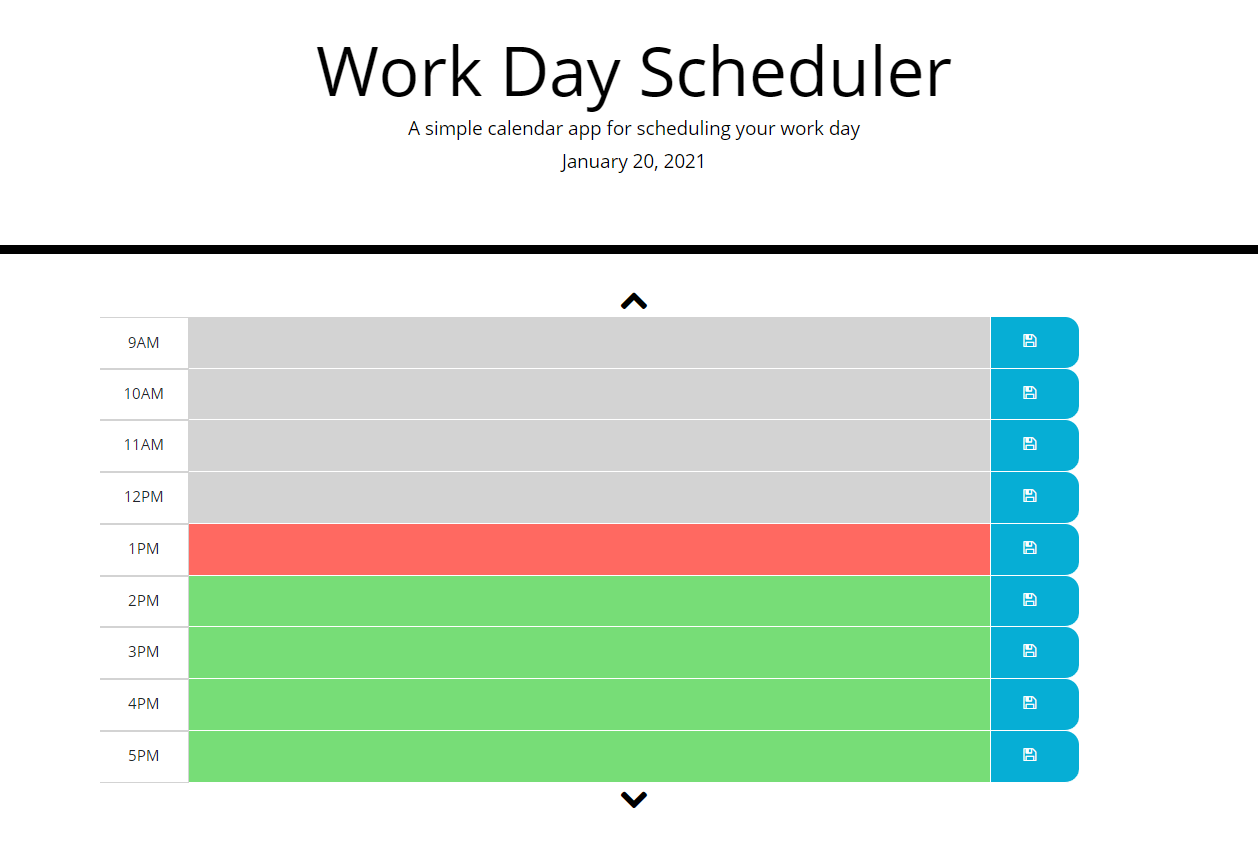 Work Day Scheduler
A simple calendar app for scheduling your work day
January 20, 2021
9AM
10AM
11AM
12PM
1PM
2PM
3PM
4PM
5PM